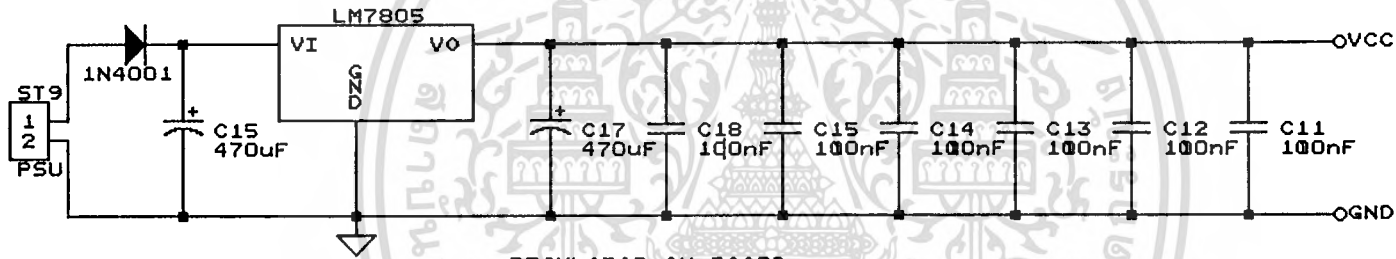 LM7805
VI
VO
GND
VCC
1N4001
ST9
1
2
PSU
C15
470uF
C17
470uF
C18
100nF
C15
100nF
C14
100nF
C13
100nF
C12
100nF
C11
100nF
GND